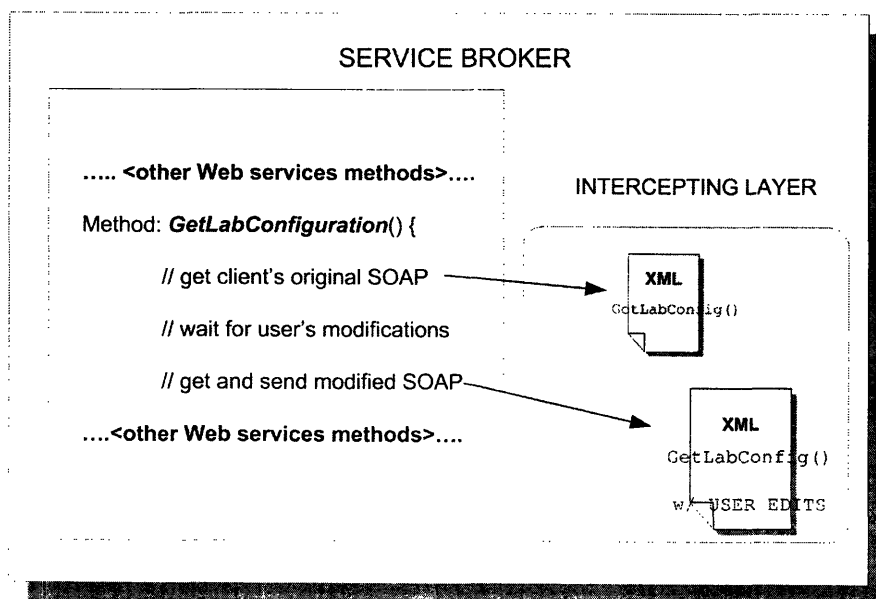 SERVICE BROKER
..... <other Web services methods>....
Method: GetLabConfiguration() {
// get client's original SOAP
// wait for user's modifications
// get and send modified SOAP
....<other Web services methods>....
INTERCEPTING LAYER
XML
GetLabConfig()
XML
GetLabConfig()
w/ USER EDITS